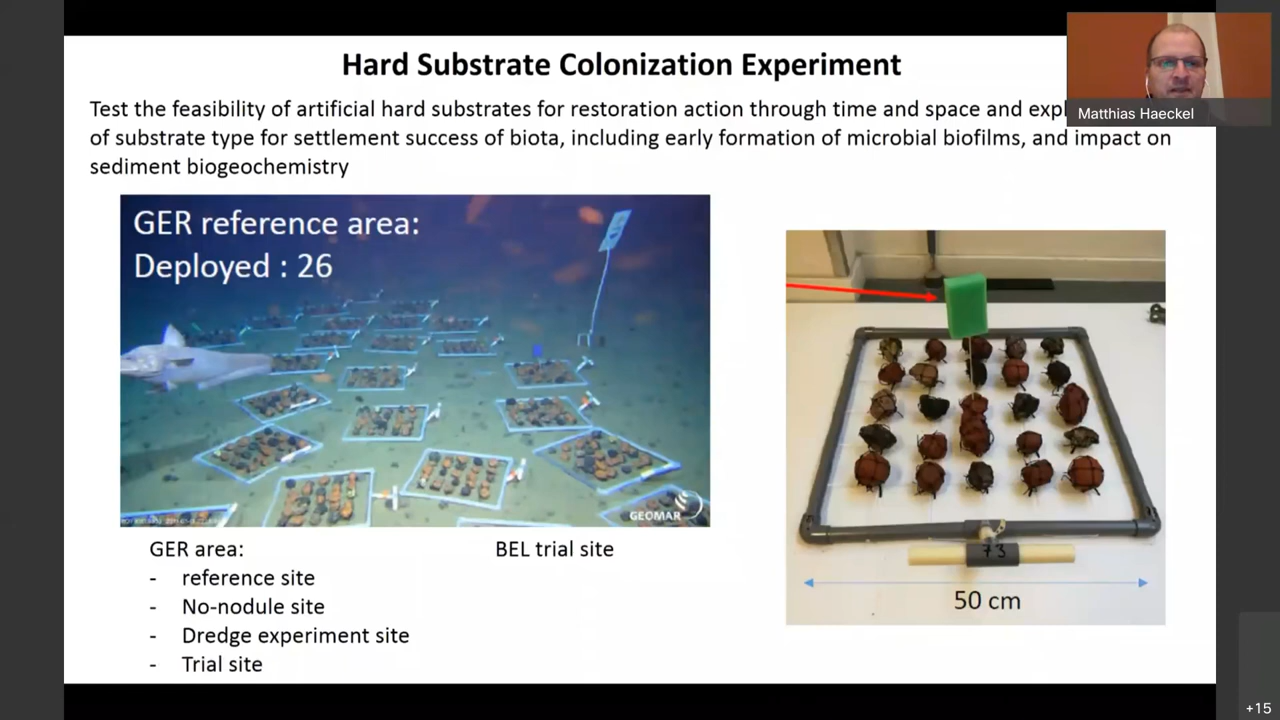 Hard Substrate Colonization Experiment
Matthias Haeckel
Test the feasibility of artificial hard substrates for restoration action through time and space and
of substrate type for settlement success of biota, including early formation of microbial biofilms, and impact on
sediment biogeochemistry
GER reference area:
Deployed : 26
GEOMAR
73
50 cm
GER area:
- reference site
- No-nodule site
- Dredge experiment site
- Trial site
BEL trial site
+15